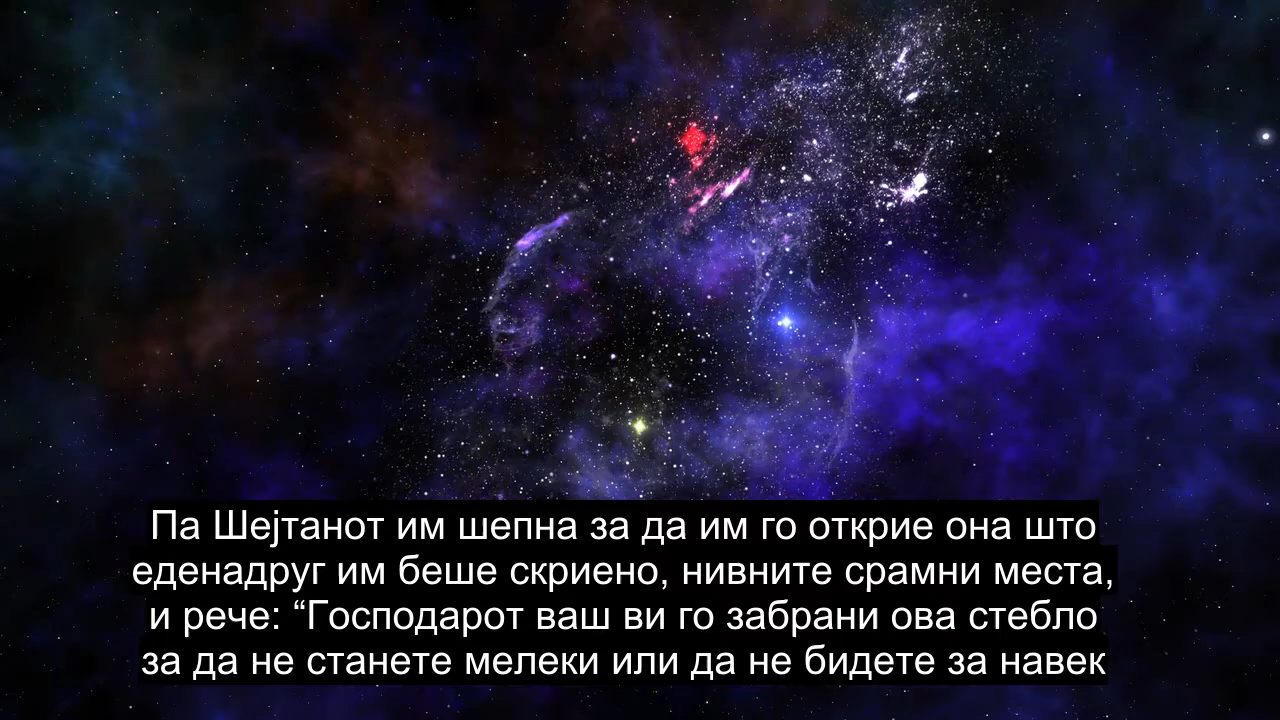 Па Шејтанот им шепна за да им го открие она што
еденадруг им беше скриено, нивните срамни места,
и рече: “Господарот ваш ви го забрани ова стебло
за да не станете мелеки или да не бидете за навек